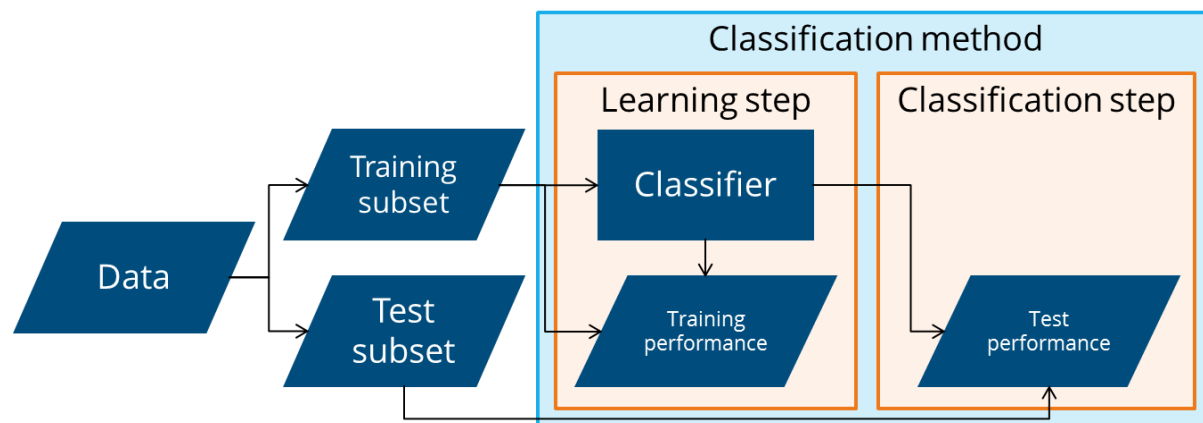 Classification method
Learning step
Classification step
Training
subset
Classifier
Data
Test
subset
Training
performance
Test
performance